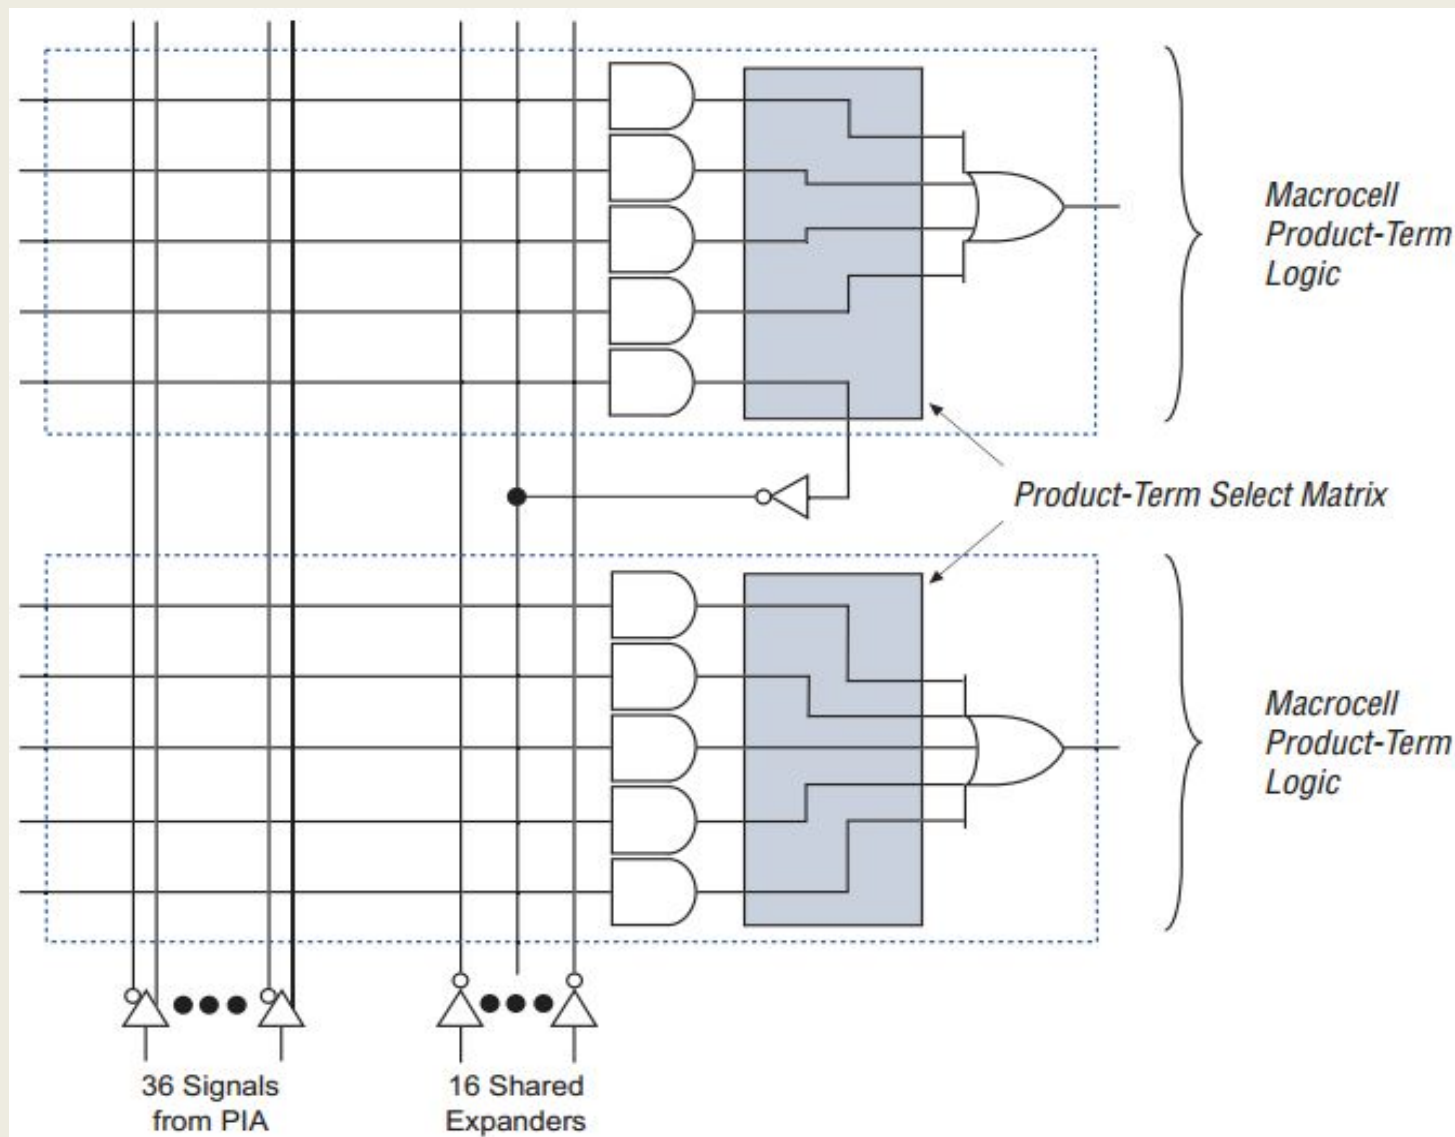 Macrocell
Product-Term
Logic
Product-Term Select Matrix
Macrocell
Product-Term
Logic
36 Signals
from PIA
16 Shared
Expanders